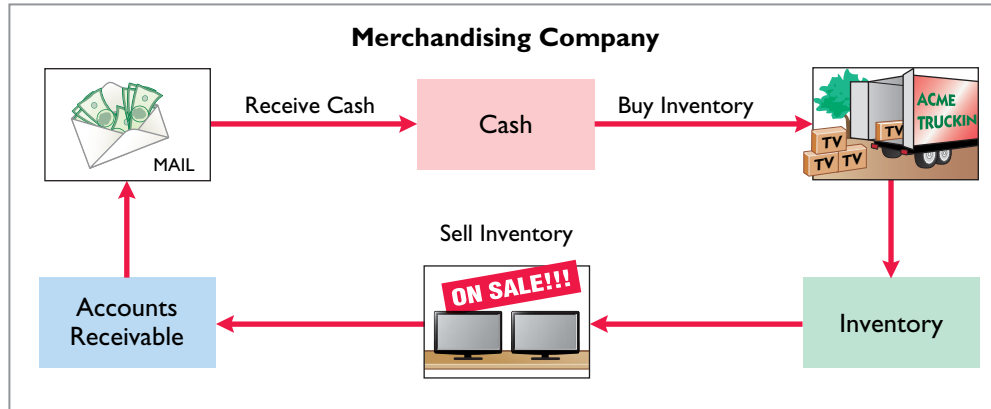 Merchandising Company
Receive Cash
Buy Inventory
MAIL
Cash
ACME
TRUCKIN
TV
TV
TV
TV
Sell Inventory
ON SALE!!!
Accounts
Receivable
Inventory